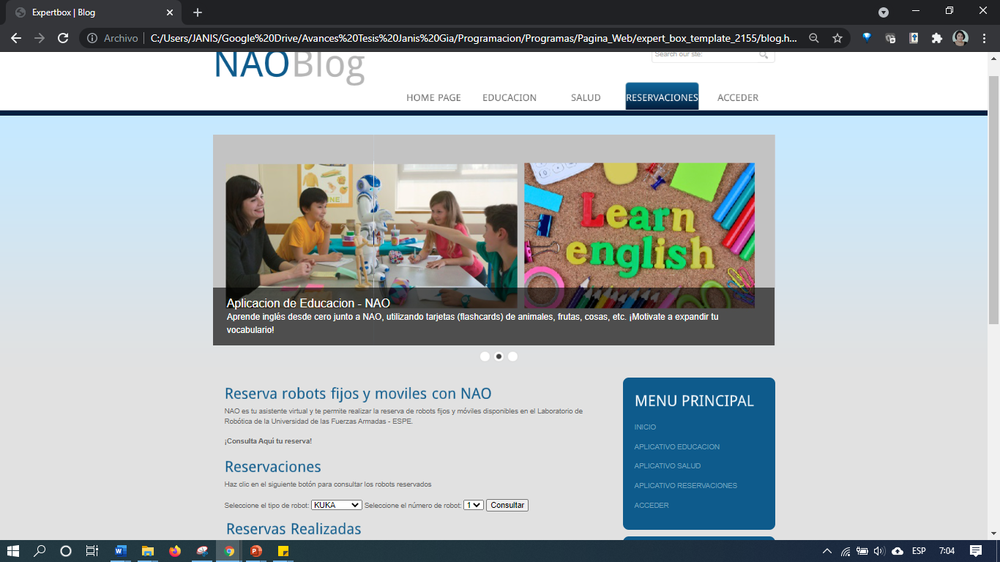 Expertbox | Blog
Archivo
C:/Users/JANIS/Google%20Drive/Avances%20Tesis%20Janis%20Gia/Programacion/Programas/Pagina_Web/expert_box_template_2155/blog.h...
NAOBlog
Search our ste:
HOME PAGE EDUCACION SALUD RESERVACIONES ACCEDER
Learn
english
Aplicacion de Educacion - NAO
Aprende inglés desde cero junto a NAO, utilizando tarjetas (flashcards) de animales, frutas, cosas, etc. ¡Motivate a expandir tu
vocabulario!
Reserva robots fijos y moviles con NAO
NAO es tu asistente virtual y te permite realizar la reserva de robots fijos y móviles disponibles en el Laboratorio de
Robótica de la Universidad de las Fuerzas Armadas - ESPE.
¡Consulta Aquí tu reserva!
Reservaciones
Haz clic en el siguiente botón para consultar los robots reservados
Seleccione el tipo de robot: KUKA Seleccione el número de robot: 1 Consultar
Reservas Realizadas
MENU PRINCIPAL
INICIO
APLICATIVO EDUCACION
APLICATIVO SALUD
APLICATIVO RESERVACIONES
ACCEDER
ESP 7:04